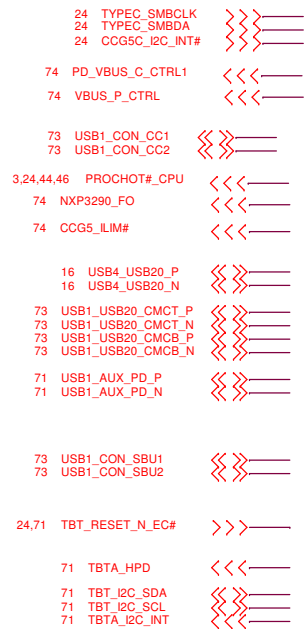 24 TYPEC_SMBCLK
24 TYPEC_SMBDA
24 CCG5C_I2C_INT#
74 PD_VBUS_C_CTRL1
74 VBUS_P_CTRL
73 USB1_CON_CC1
73 USB1_CON_CC2
3,24,44,46 PROCHOT#_CPU
74 NXP3290_FO
74 CCG5_ILIM#
16 USB4_USB20_P
16 USB4_USB20_N
73 USB1_USB20_CMCT_P
73 USB1_USB20_CMCT_N
73 USB1_USB20_CMCB_P
73 USB1_USB20_CMCB_N
71 USB1_AUX_PD_P
71 USB1_AUX_PD_N
73 USB1_CON_SBU1
73 USB1_CON_SBU2
24,71 TBT_RESET_N_EC#
71 TBTA_HPD
71 TBT_I2C_SDA
71 TBT_I2C_SCL
71 TBTA_I2C_INT